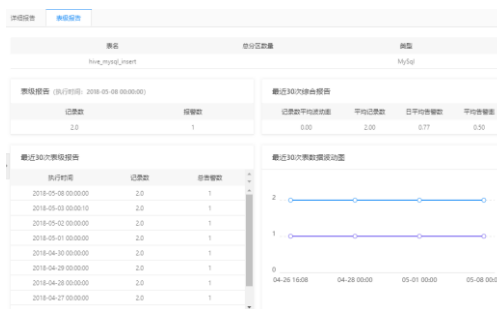 详细报告 表级报告
表名 总分区数量 类型
hive_mysql_insert MySql
表级报告 (执行时间: 2018-05-08 00:00:00)
记录数 报警数
2.0 1
最近30次综合报告
记录数平均波动率 平均记录数 日平均告警数 平均告警率
0.00 2.00 0.77 0.50
最近30次表级报告
执行时间 记录数 总告警数
2018-05-08 00:00:00 2.0 1
2018-05-03 00:00:10 2.0 1
2018-05-02 00:00:00 2.0 1
2018-05-01 00:00:00 2.0 1
2018-04-30 00:00:00 2.0 1
2018-04-29 00:00:00 2.0 1
2018-04-28 00:00:00 2.0 1
2018-04-27 00:00:00 2.0 1
最近30次表数据波动图
2
1
0
04-26 16:08 04-28 00:00 05-01 00:00 05-08 00:0